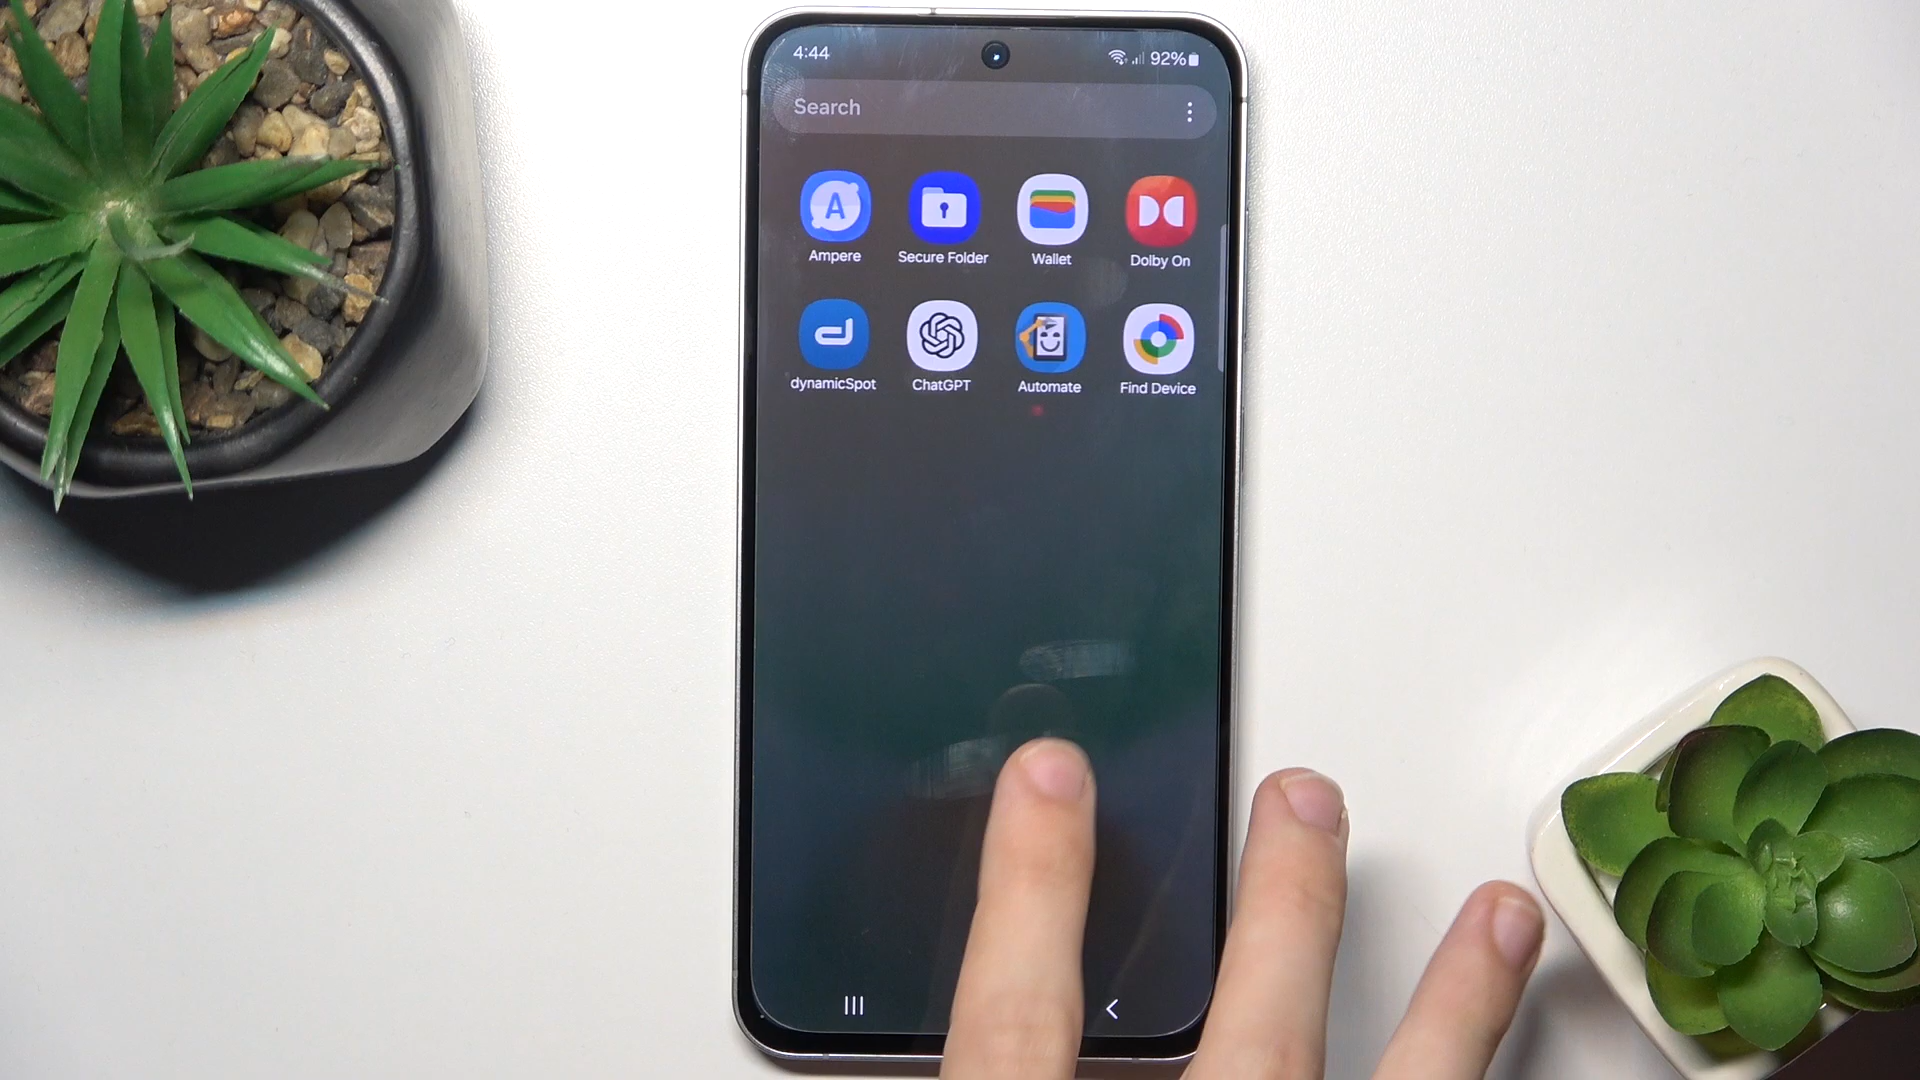 4:44 92%
Search
A
Ampere Secure Folder Wallet Dolby On
dynamicSpot ChatGPT Automate Find Device